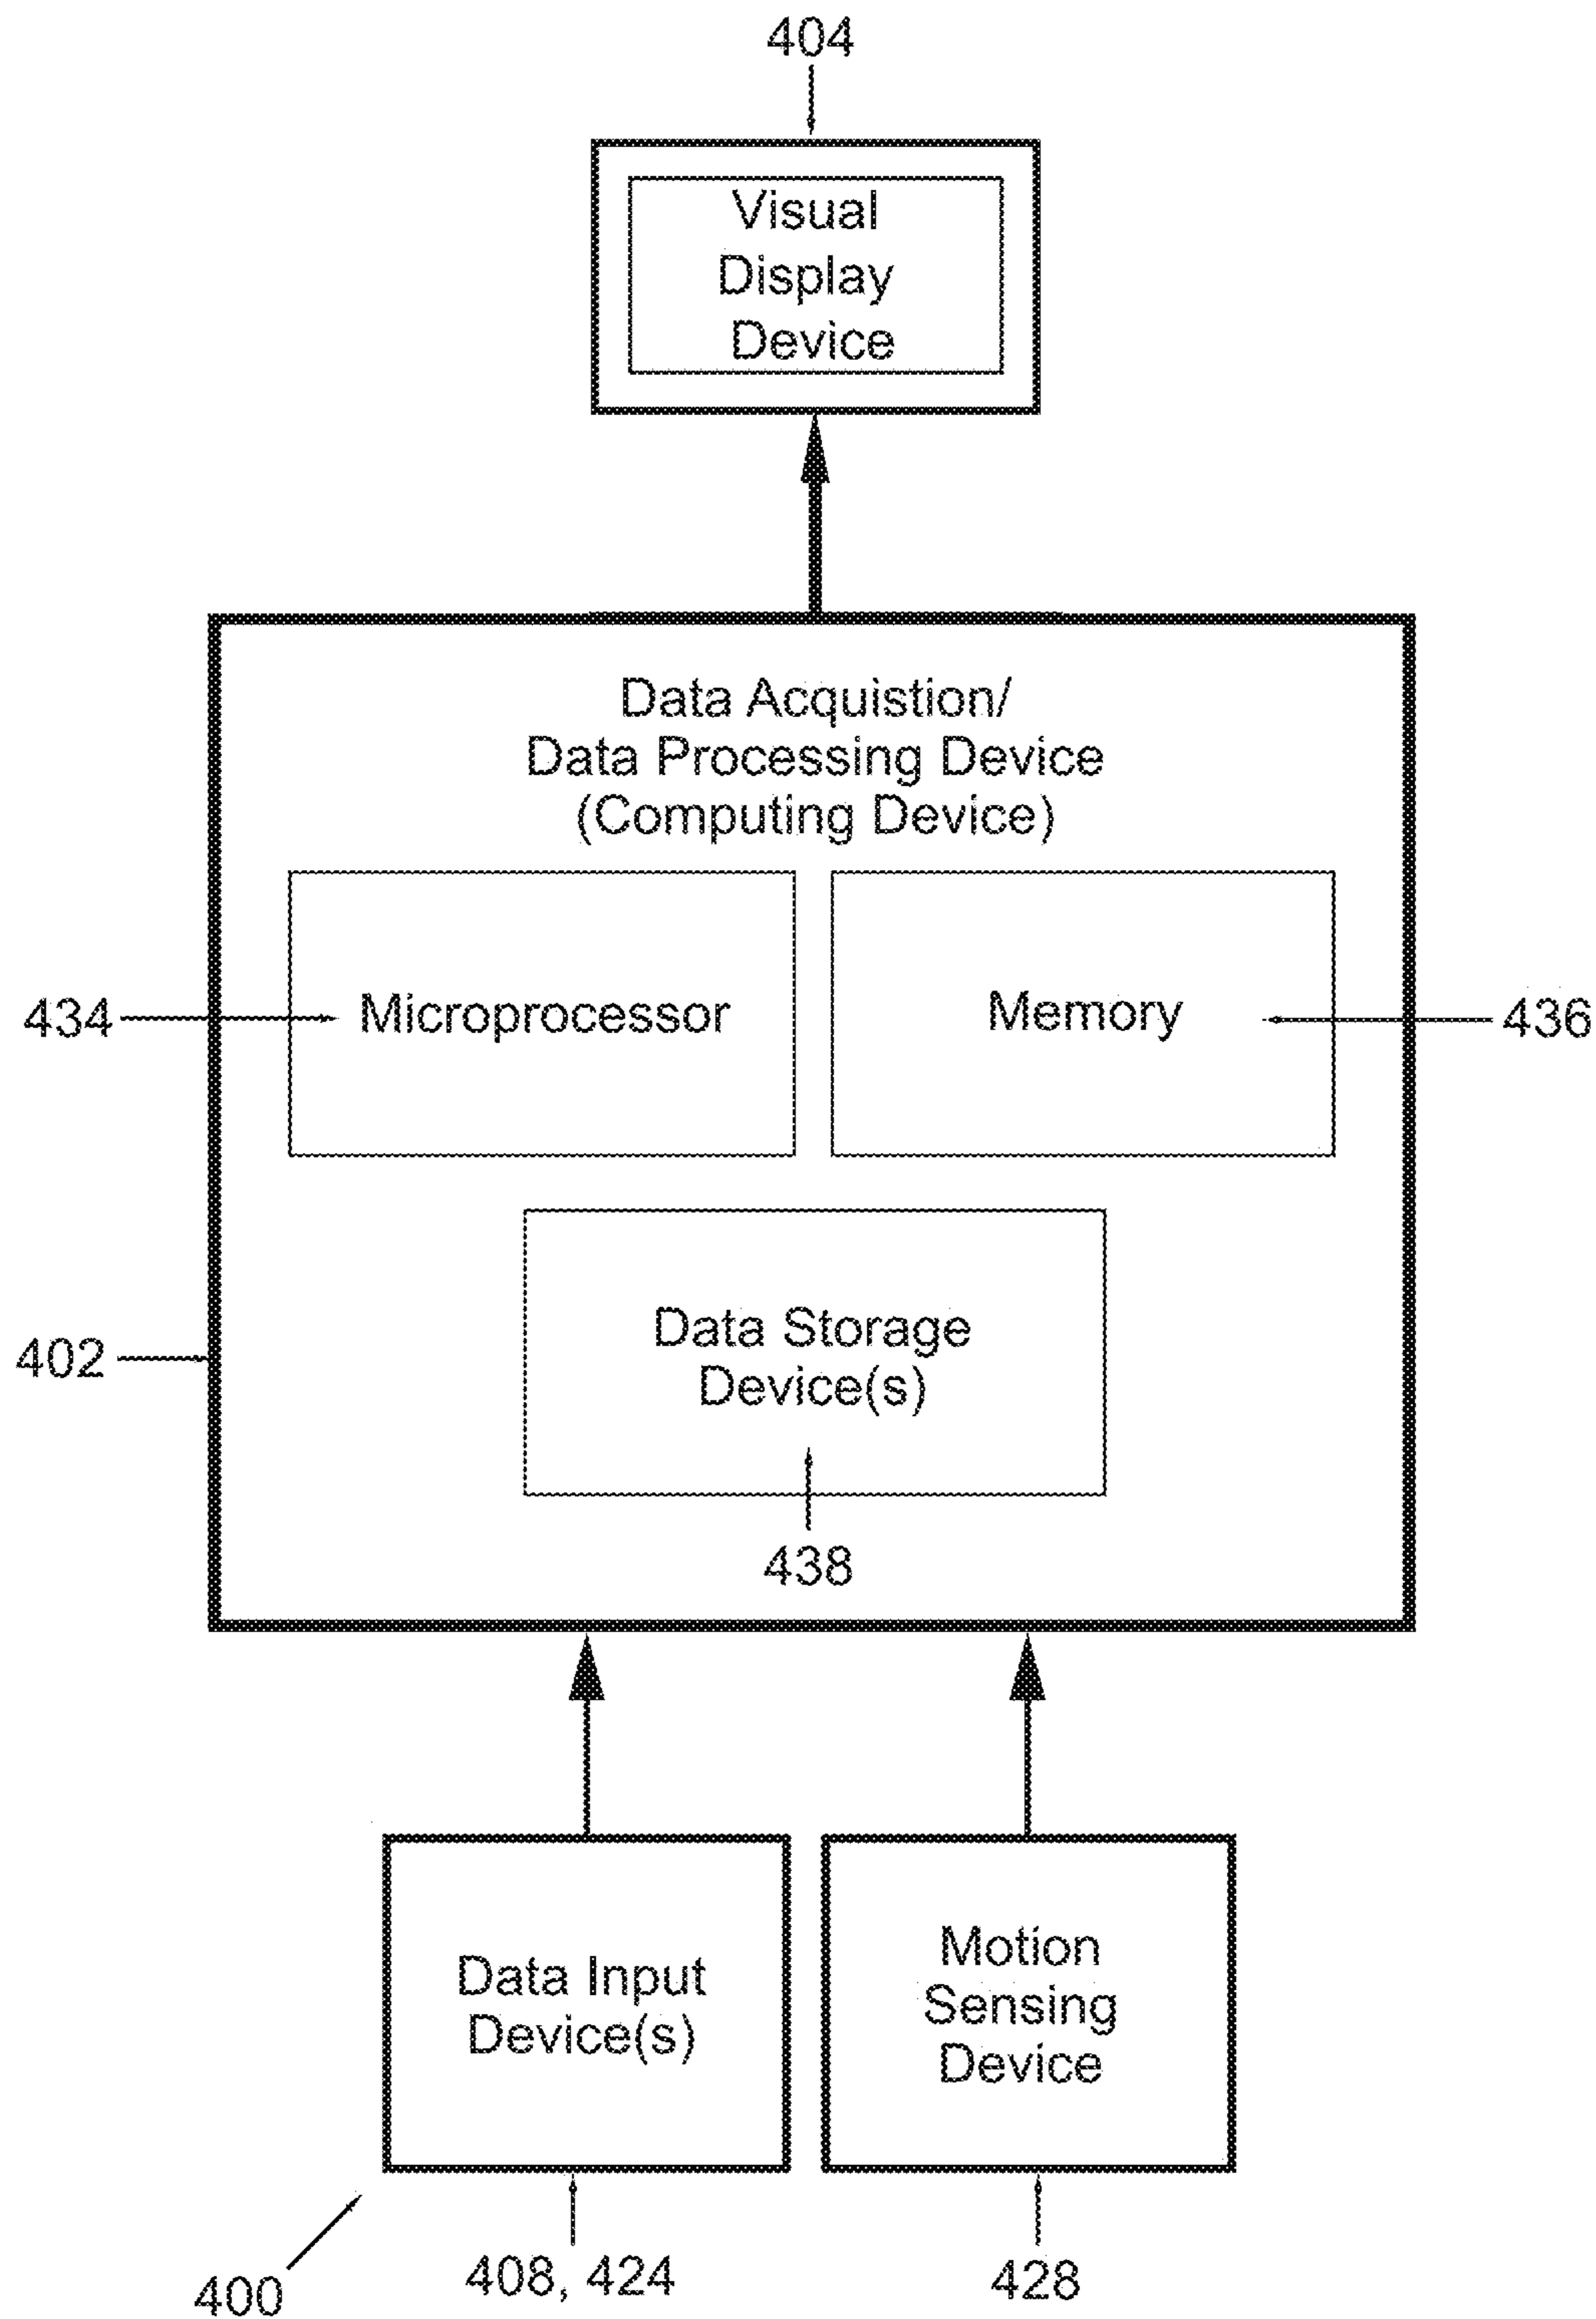 404
Visual
Display
Device
Data Acquistion/
Data Processing Device
(Computing Device)
434
Microprocessor
Memory
436
Data Storage
Device(s)
402
438
Data Input
Device(s)
Motion
Sensing
Device
400
408, 424
428